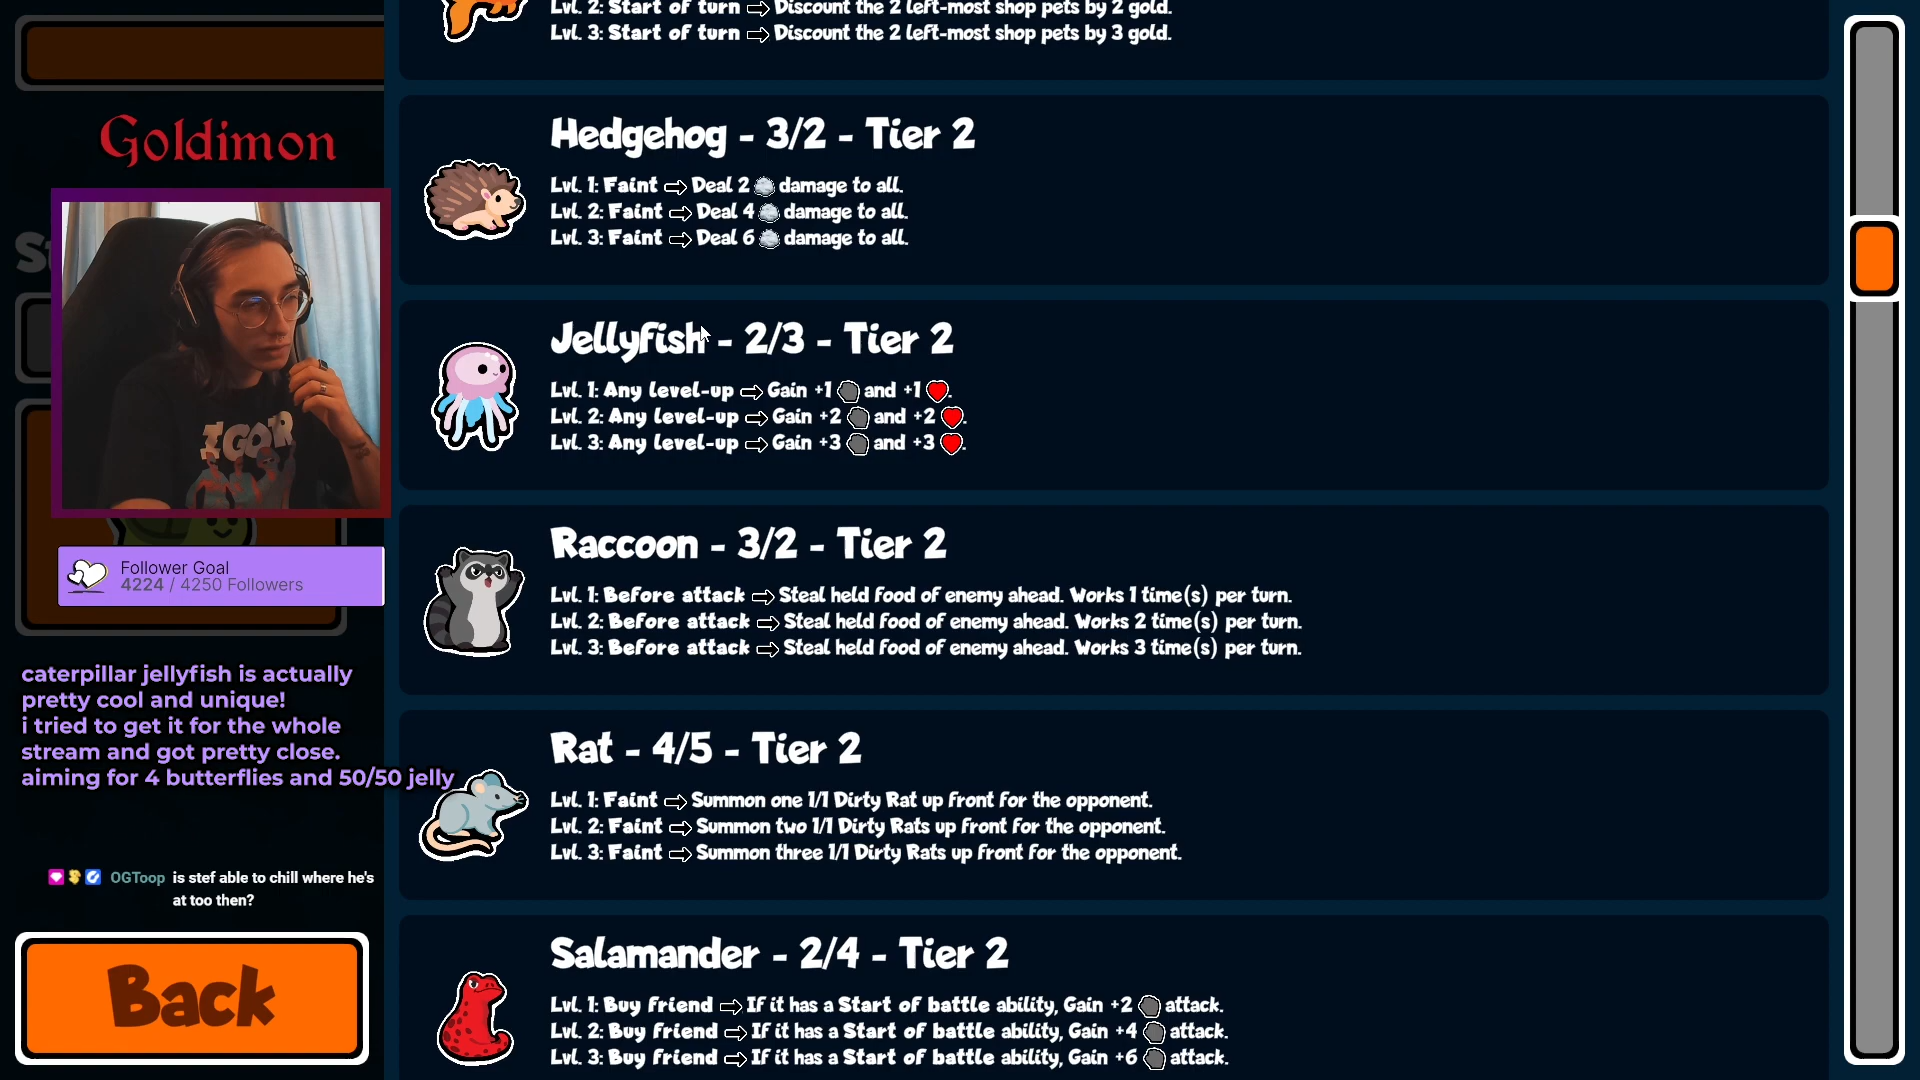 Lvl. 2: Start of turn ⇨ Discount the 2 left-most shop pets by 2 gold.
Lvl. 3: Start of turn ⇨ Discount the 2 left-most shop pets by 3 gold.
Goldimon
Hedgehog - 3/2 - Tier 2
Lvl. 1: Faint ⇨ Deal 2 damage to all.
Lvl. 2: Faint ⇨ Deal 4 damage to all.
Lvl. 3: Faint ⇨ Deal 6 damage to all.
Jellyfish - 2/3 - Tier 2
Lvl. 1: Any level-up ⇨ Gain +1 and +1.
Lvl. 2: Any level-up ⇨ Gain +2 and +2.
Lvl. 3: Any level-up ⇨ Gain +3 and +3.
IGOR
Raccoon - 3/2 - Tier 2
Lvl. 1: Before attack ⇨ Steal held food of enemy ahead. Works 1 time(s) per turn.
Lvl. 2: Before attack ⇨ Steal held food of enemy ahead. Works 2 time(s) per turn.
Lvl. 3: Before attack ⇨ Steal held food of enemy ahead. Works 3 time(s) per turn.
Follower Goal
4224 / 4250 Followers
caterpillar jellyfish is actually
pretty cool and unique!
i tried to get it for the whole
stream and got pretty close.
aiming for 4 butterflies and 50/50 jelly
Rat - 4/5 - Tier 2
Lvl. 1: Faint ⇨ Summon one 1/1 Dirty Rat up front for the opponent.
Lvl. 2: Faint ⇨ Summon two 1/1 Dirty Rats up front for the opponent.
Lvl. 3: Faint ⇨ Summon three 1/1 Dirty Rats up front for the opponent.
OGToop is stef able to chill where he's
at too then?
Salamander - 2/4 - Tier 2
Lvl. 1: Buy friend ⇨ If it has a Start of battle ability, Gain +2 attack.
Lvl. 2: Buy friend ⇨ If it has a Start of battle ability, Gain +4 attack.
Lvl. 3: Buy friend ⇨ If it has a Start of battle ability, Gain +6 attack.
Back